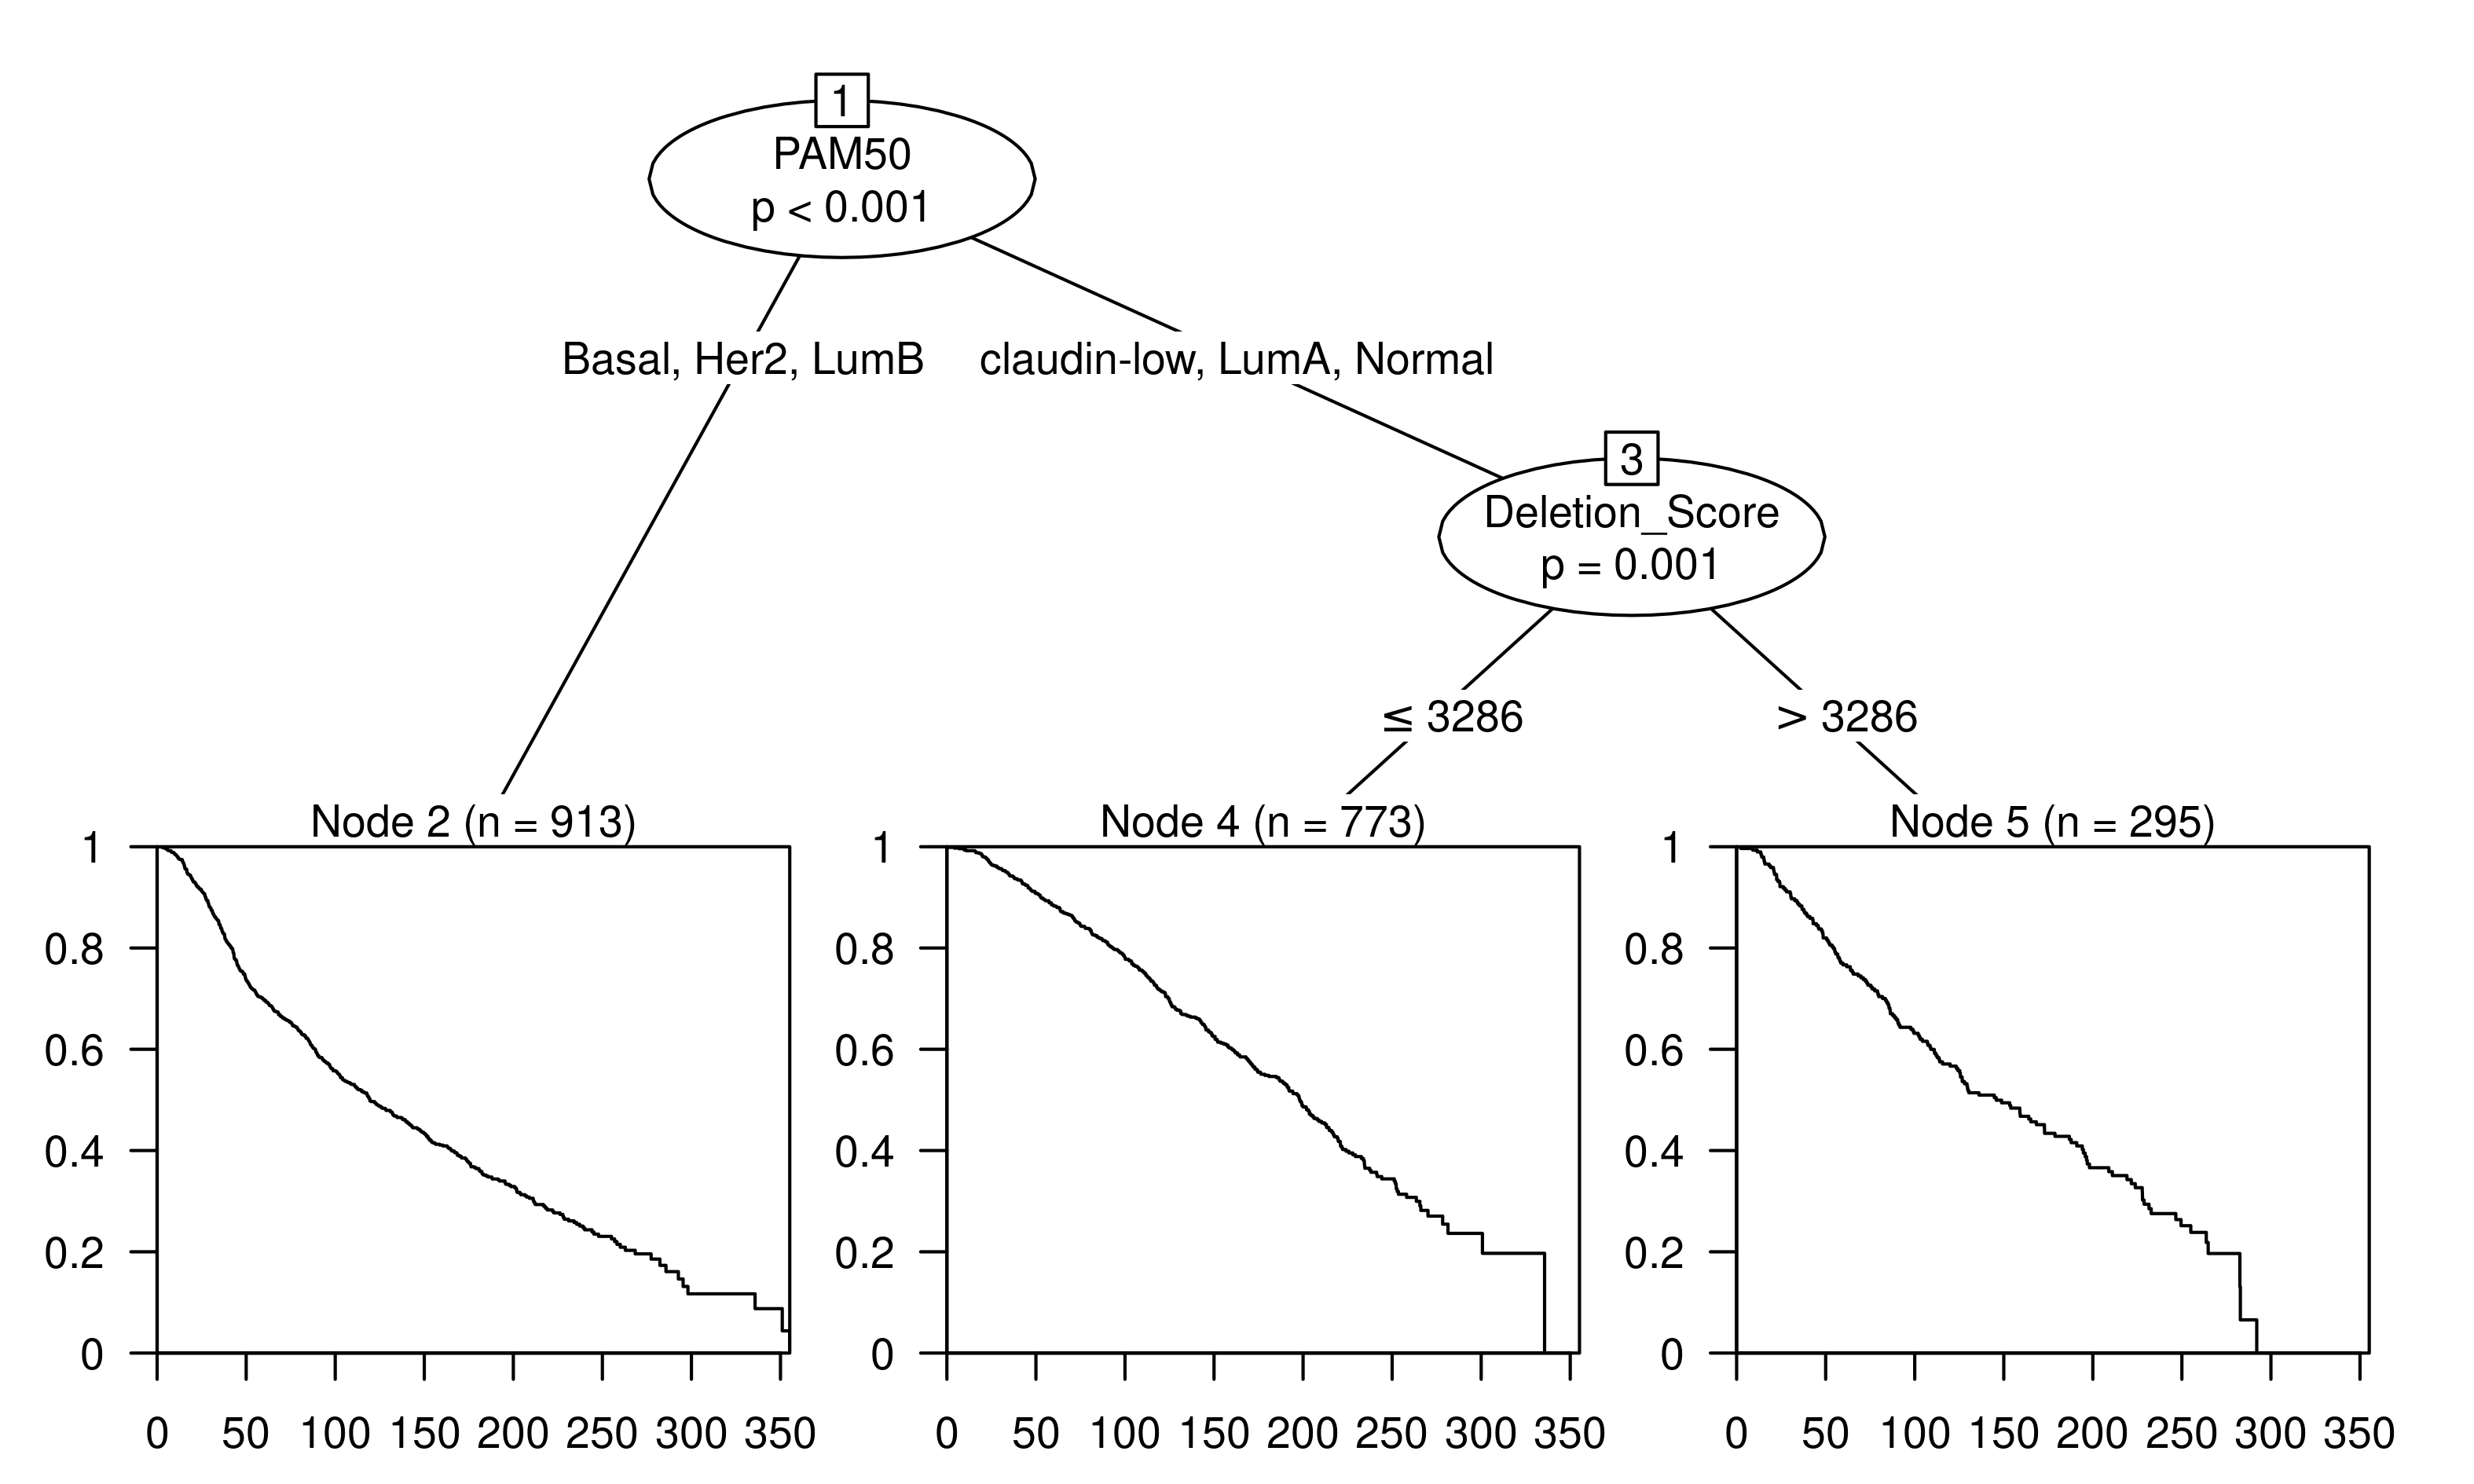 1
PAM50
p < 0.001
Basal, Her2, LumB
claudin-low, LumA, Normal
3
Deletion_Score
p = 0.001
≤ 3286
> 3286
Node 2 (n = 913)
1
0.8
0.6
0.4
0.2
0
0 50 100 150 200 250 300 350
Node 4 (n = 773)
1
0.8
0.6
0.4
0.2
0
0 50 100 150 200 250 300 350
Node 5 (n = 295)
1
0.8
0.6
0.4
0.2
0
0 50 100 150 200 250 300 350